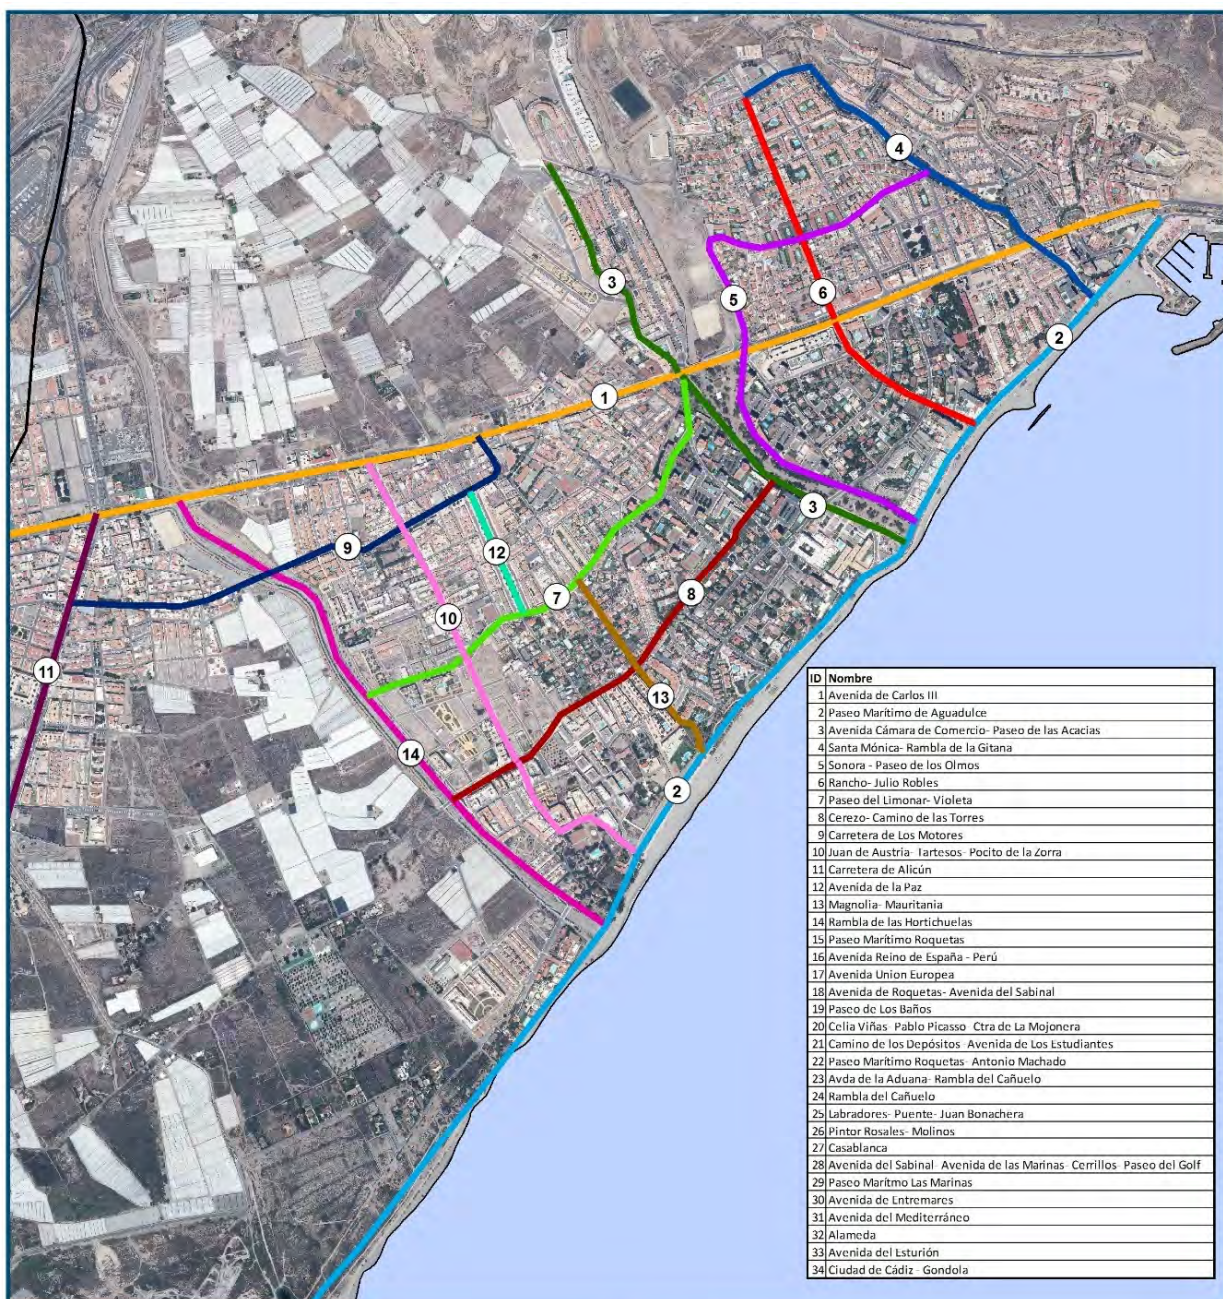 4
3
5
6
2
1
3
9
12
7
10
8
11
13
14
2
ID Nombre
1 Avenida de Carlos III
2 Paseo Marítimo de Aguadulce
3 Avenida Cámara de Comercio- Paseo de las Acacias
4 Santa Mónica- Rambla de la Gitana
5 Sonora - Paseo de los Olmos
6 Rancho- Julio Robles
7 Paseo del Limonar- Violeta
8 Cerezo- Camino de las Torres
9 Carretera de Los Motores
10 Juan de Austria- Tartesos- Pocito de la Zorra
11 Carretera de Alicún
12 Avenida de la Paz
13 Magnolia- Mauritania
14 Rambla de las Hortichuelas
15 Paseo Marítimo Roquetas
16 Avenida Reino de España - Perú
17 Avenida Union Europea
18 Avenida de Roquetas- Avenida del Sabinal
19 Paseo de Los Baños
20 Celia Viñas- Pablo Picasso- Ctra de La Mojonera
21 Camino de los Depósitos- Avenida de Los Estudiantes
22 Paseo Marítimo Roquetas- Antonio Machado
23 Avda de la Aduana- Rambla del Cañuelo
24 Rambla del Cañuelo
25 Labradores- Puente- Juan Bonachera
26 Pintor Rosales- Molinos
27 Casablanca
28 Avenida del Sabinal- Avenida de las Marinas- Cerrillos- Paseo del Golf
29 Paseo Marítmo Las Marinas
30 Avenida de Entremares
31 Avenida del Mediterráneo
32 Alameda
33 Avenida del Esturión
34 Ciudad de Cádiz - Gondola